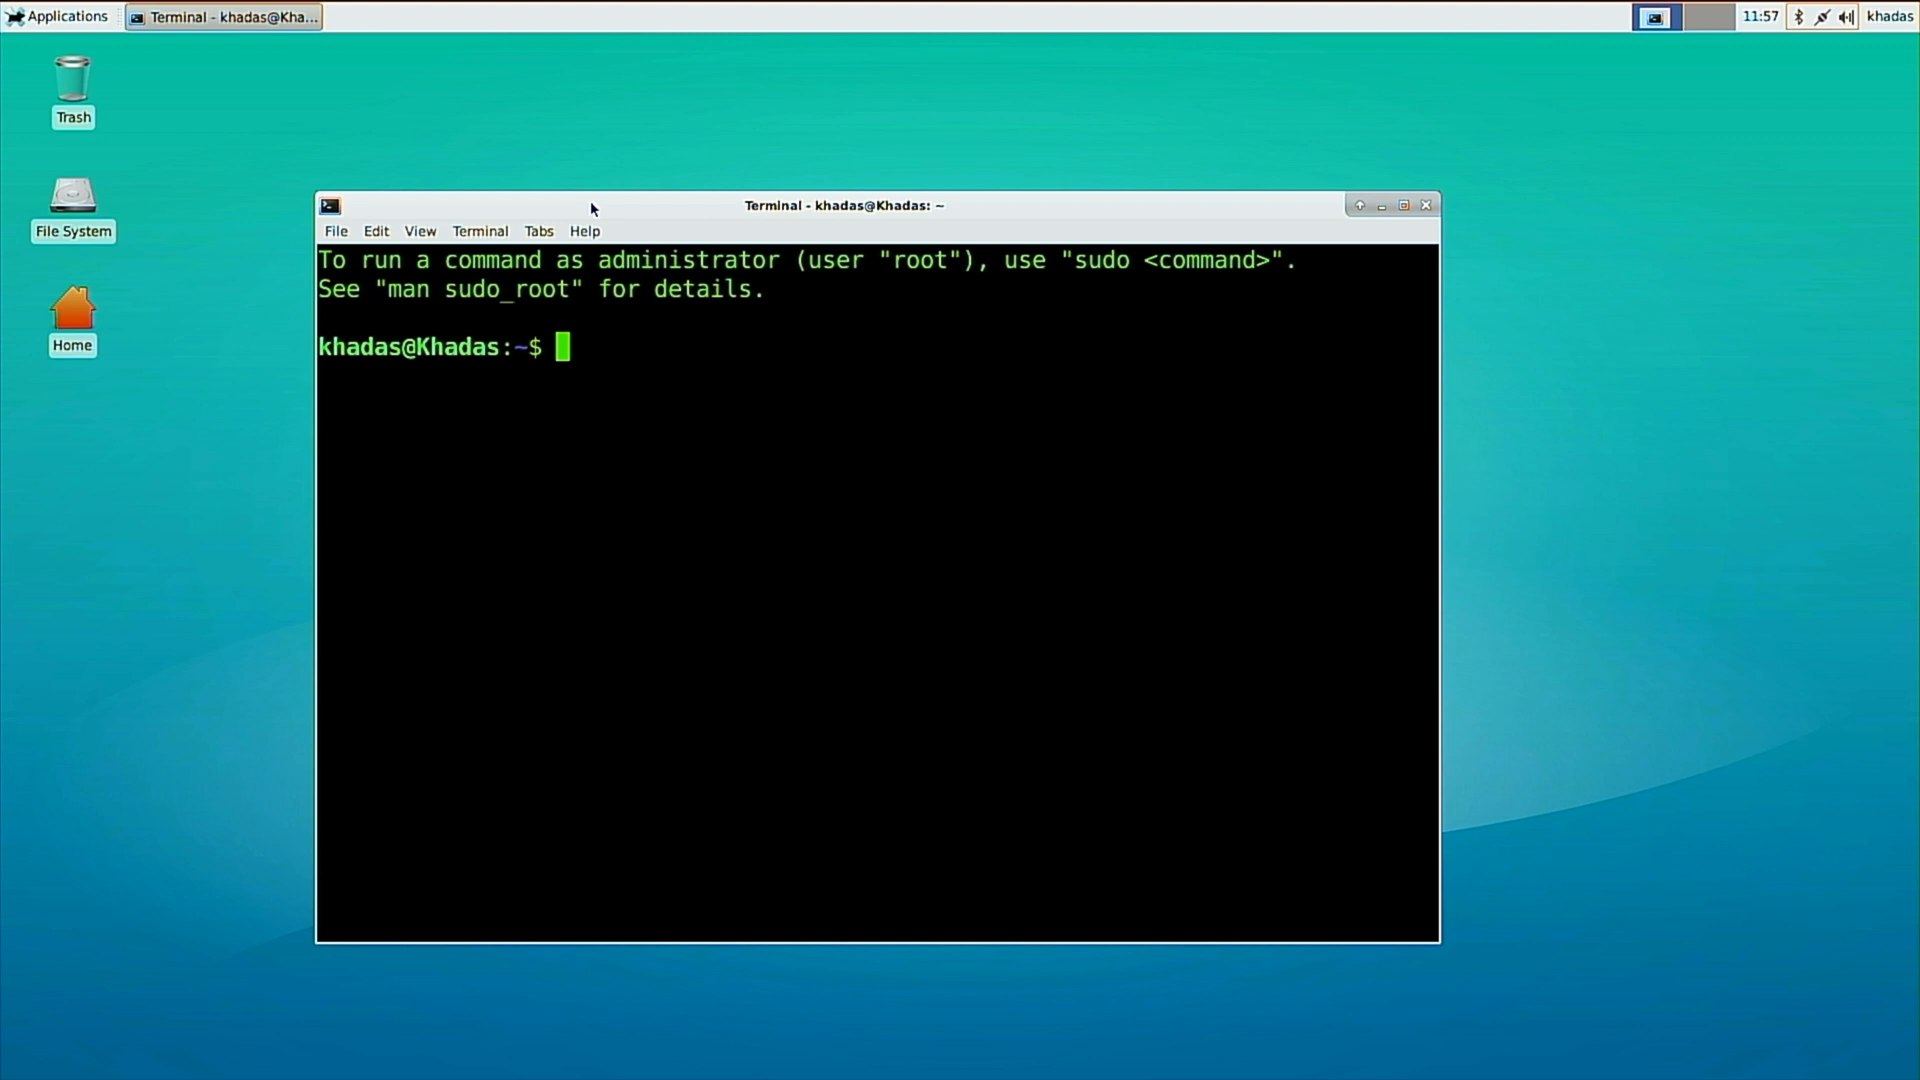 Applications
Terminal - khadas@Kha...
11:57
khadas
Trash
File System
Home
Terminal - khadas@Khadas: ~
File Edit View Terminal Tabs Help
To run a command as administrator (user "root"), use "sudo <command>".
See "man sudo_root" for details.
khadas@Khadas:~$